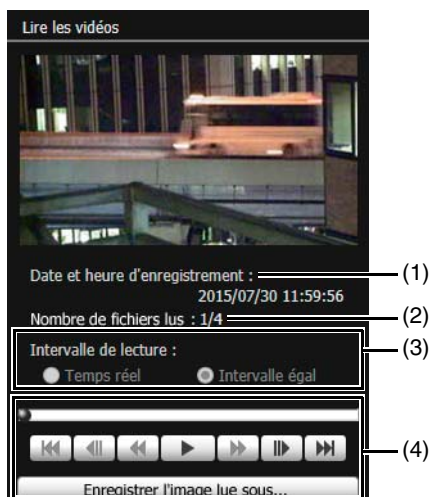 Lire les vidéos
Date et heure d'enregistrement :
(1)
2015/07/30 11:59:56
Nombre de fichiers lus : 1/4
(2)
Intervalle de lecture :
(3)
Temps réel Intervalle égal
(4)
Enregistrer l'image lue sous...